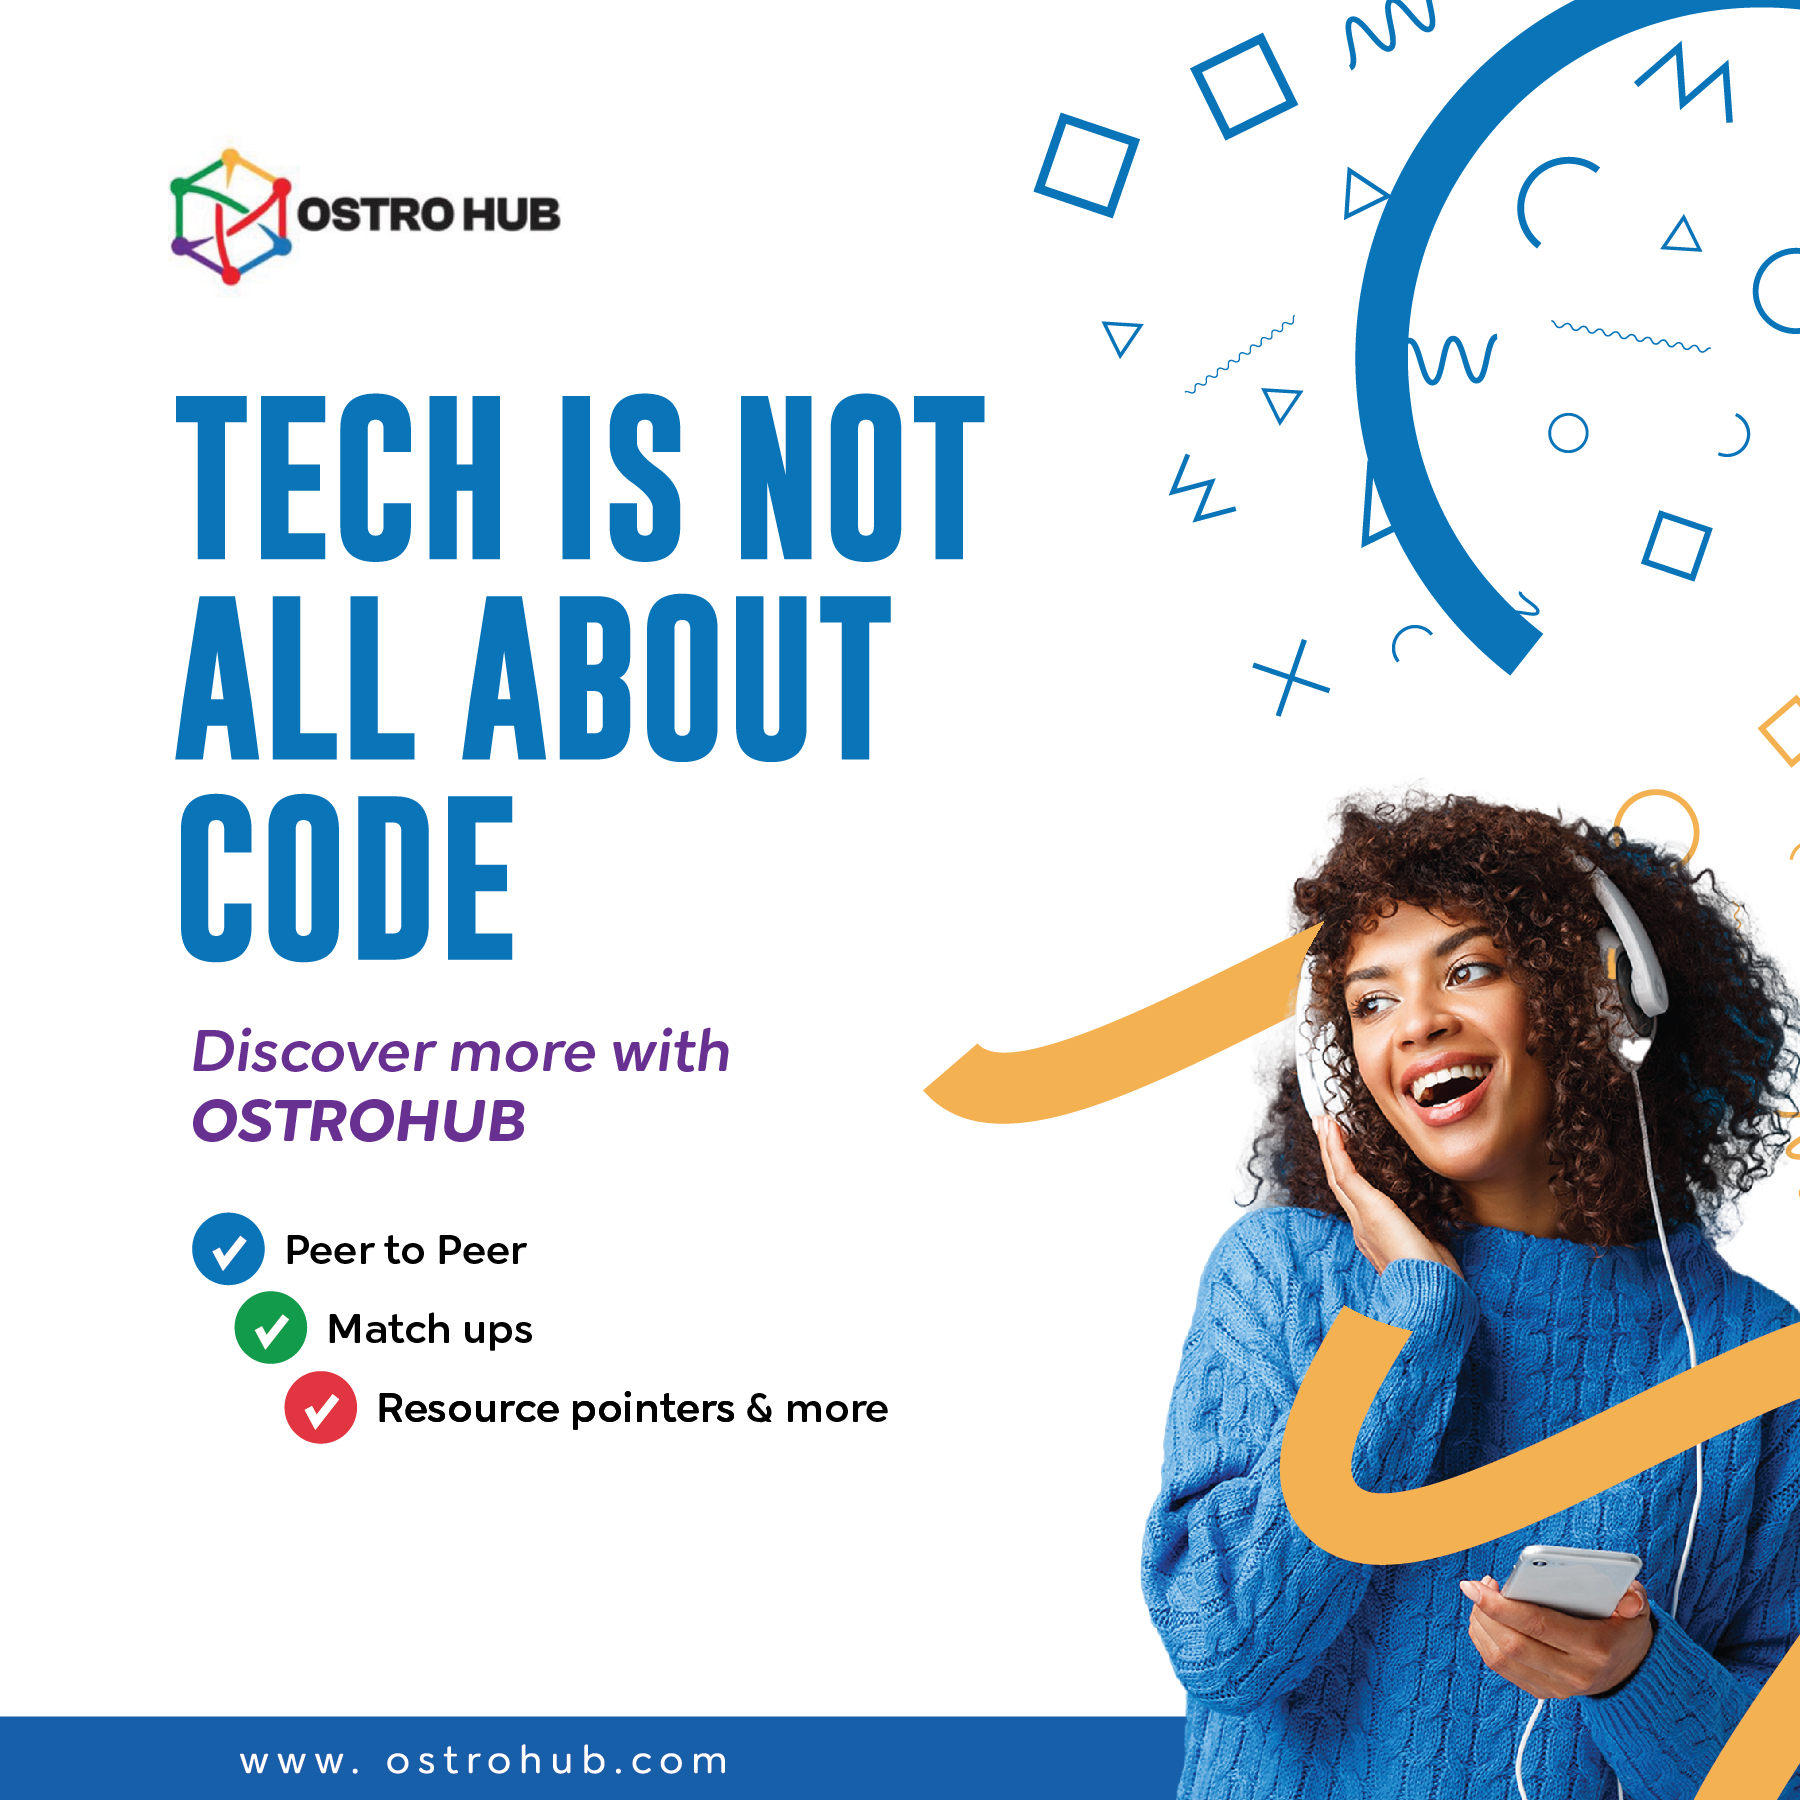 OSTRO HUB
TECH IS NOT
ALL ABOUT
CODE
Discover more with
OSTROHUB
Peer to Peer
Match ups
Resource pointers & more
www. ostrohub.com